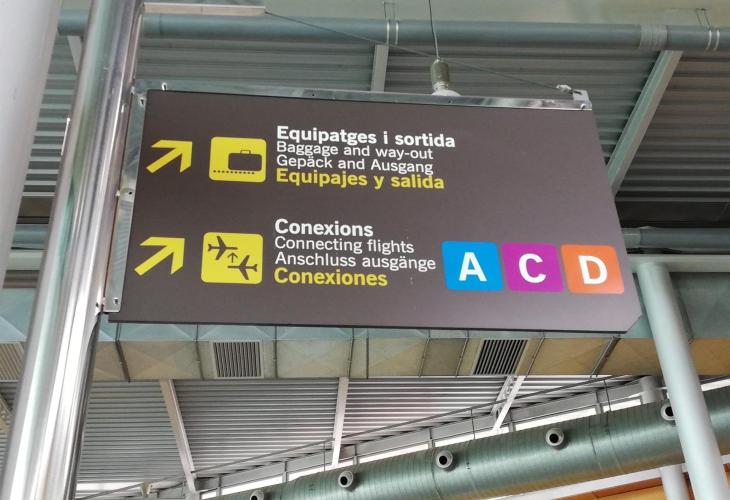 Equipatges i sortida
Baggage and way-out
Gepäck and Ausgang
Equipajes y salida
Conexions
Connecting flights
Anschluss ausgänge
Conexiones
A C D